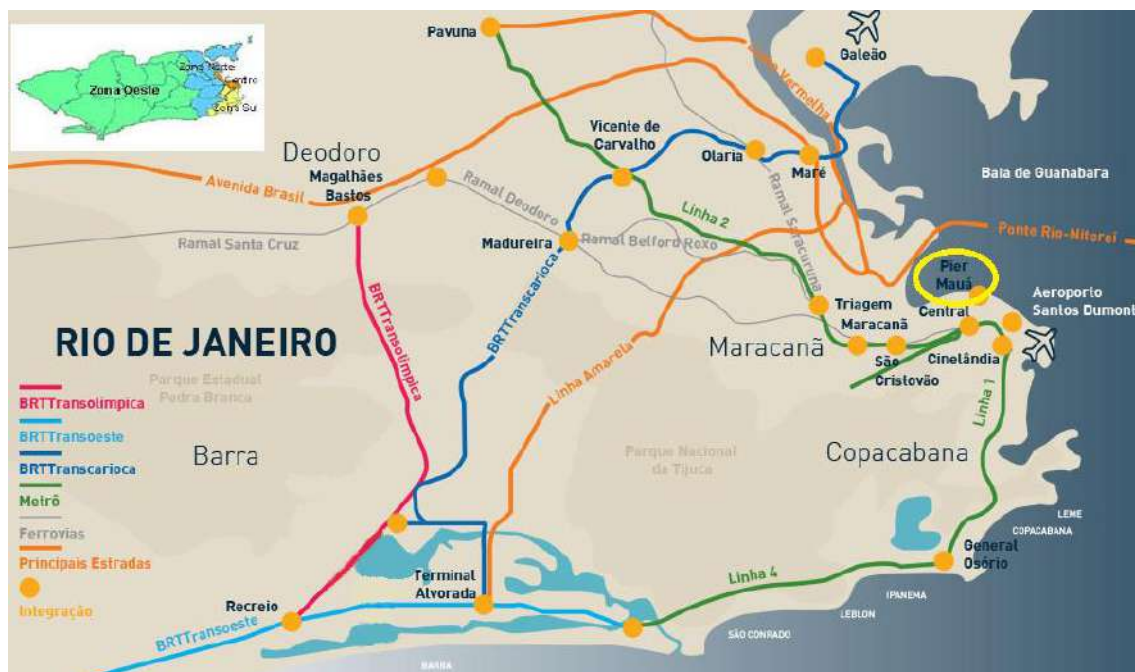 Zona Oeste
Zona Norte
Centro
Zona Sul
Pavuna
Galeão
Linha Vermelha
Vicente de
Carvalho
Olaria
Maré
Deodoro
Magalhães
Bastos
Avenida Brasil
Ramal Deodoro
Ramal Saracuruna
Baia de Guanabara
Linha 2
Ramal Santa Cruz
Madureira
Ramal Belford Roxo
Ponte Rio-Nitoreí
Pier
Mauá
Aeroporto
Santos Dumont
Triagem
Central
Maracanã
Maracanã
São
Cristovão
Cinelândia
RIO DE JANEIRO
BRTTransolímpica
BRTTranscarioca
Linha Amarela
Linha 1
Parque Estadual
Pedra Branca
BRTTransolímpica
BRTTransoeste
BRTTranscarioca
Metrô
Ferrovias
Principais Estradas
Integração
Barra
Parque Nacional
da Tijuca
Copacabana
LEME
COPACABANA
General
Osório
IPANEMA
LEBLON
SÃO CONRADO
Linha 4
Terminal
Alvorada
Recreio
BRTTransoeste
BARRA